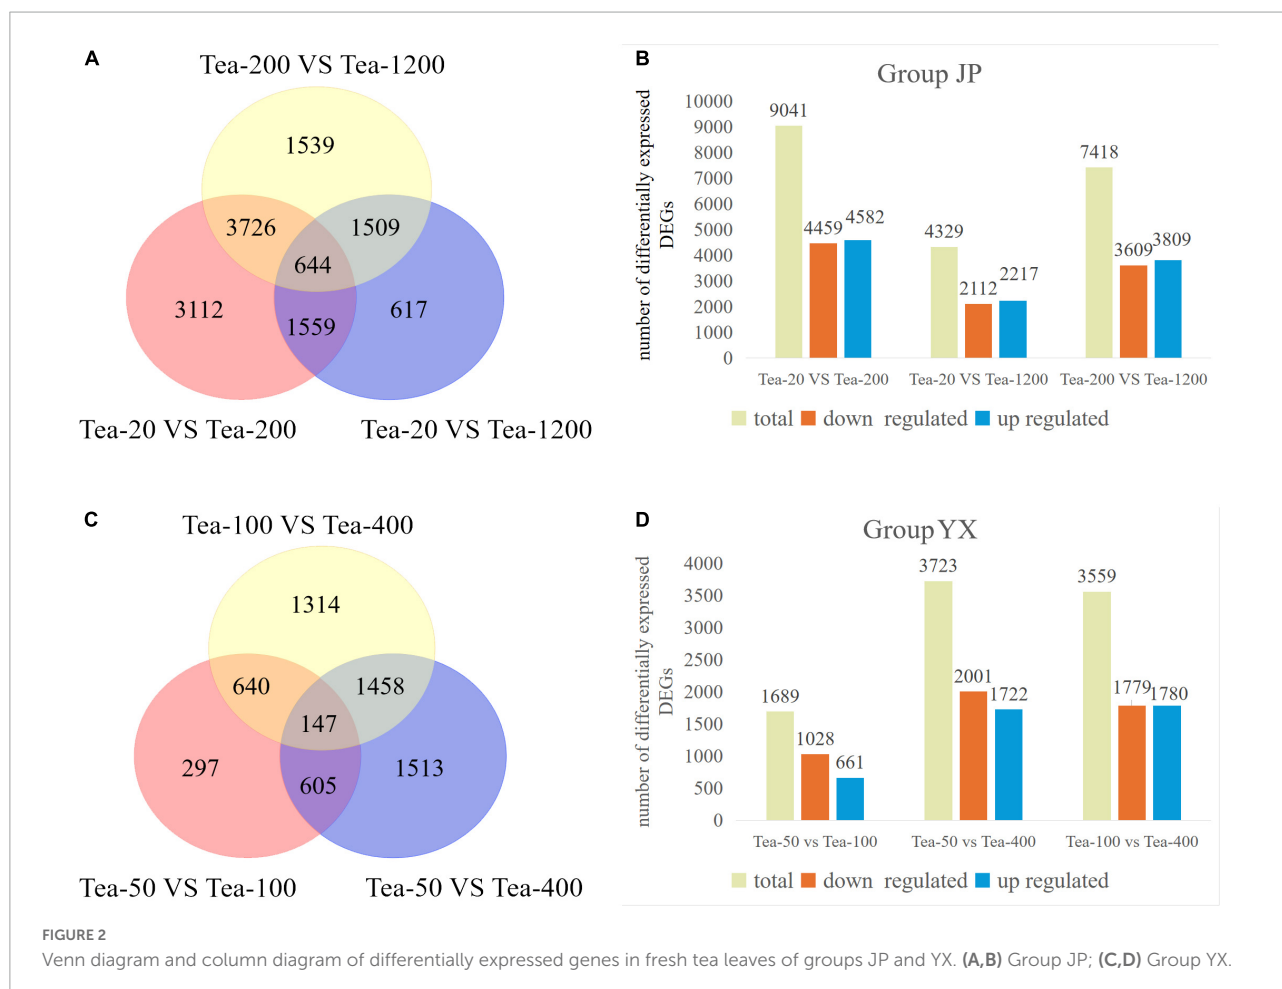 A
Tea-200 VS Tea-1200
1539
3726
1509
644
3112
1559
617
Tea-20 VS Tea-200
Tea-20 VS Tea-1200
B
Group JP
number of differentially expressed
DEGs
10000
9000
8000
7000
6000
5000
4000
3000
2000
1000
0
9041
4459
4582
4329
2112
2217
7418
3609
3809
Tea-20 VS Tea-200
Tea-20 VS Tea-1200
Tea-200 VS Tea-1200
total
down regulated
up regulated
C
Tea-100 VS Tea-400
1314
640
1458
147
297
605
1513
Tea-50 VS Tea-100
Tea-50 VS Tea-400
D
Group YX
number of differentially expressed
DEGs
4000
3500
3000
2500
2000
1500
1000
500
0
1689
1028
661
3723
2001
1722
3559
1779
1780
Tea-50 vs Tea-100
Tea-50 vs Tea-400
Tea-100 vs Tea-400
total
down regulated
up regulated
FIGURE 2
Venn diagram and column diagram of differentially expressed genes in fresh tea leaves of groups JP and YX. (A,B) Group JP; (C,D) Group YX.